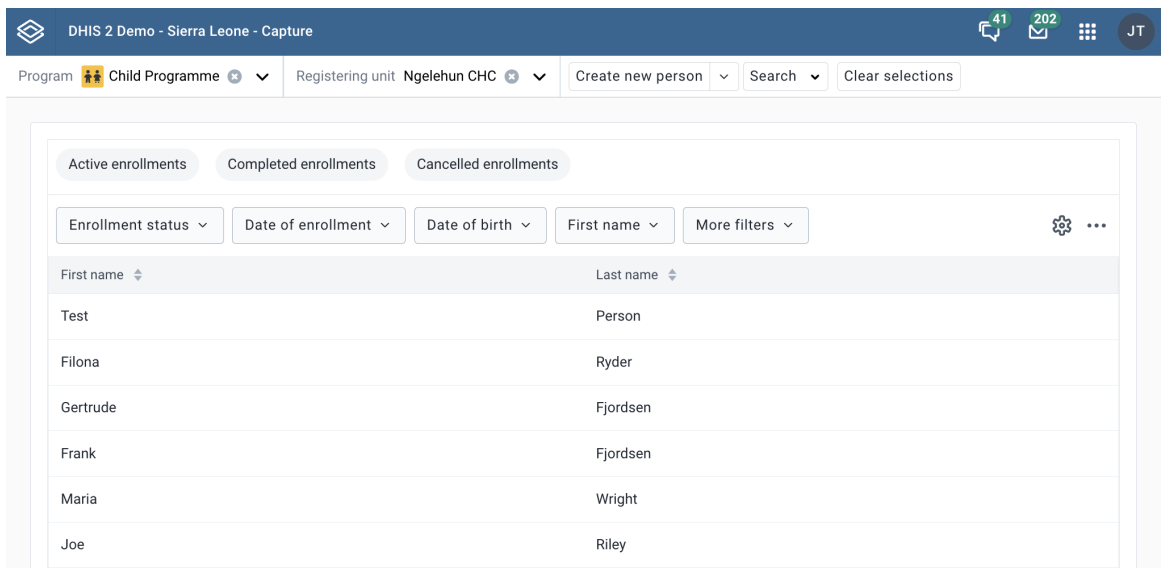 DHIS 2 Demo - Sierra Leone - Capture 41 202 JT
Program Child Programme Registering unit Ngelehun CHC Create new person Search Clear selections
Active enrollments Completed enrollments Cancelled enrollments
Enrollment status Date of enrollment Date of birth First name More filters
First name Last name
Test Person
Filona Ryder
Gertrude Fjordsen
Frank Fjordsen
Maria Wright
Joe Riley